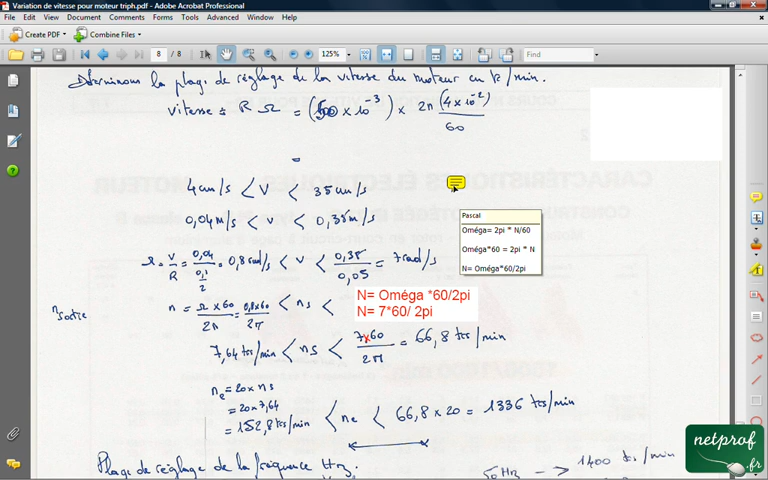 Variation de vitesse pour moteur triph.pdf - Adobe Acrobat Professional
File Edit View Document Comments Forms Tools Advanced Window Help
Create PDF Combine Files
8 / 8 125% Find
Déterminons la plage de réglage de la vitesse du moteur en tr/min.
vitesse = R Ω = (500 × 10⁻³) × 2π (4×10⁻²)
60
=
CARACTÉRISTIQUES ÉLECTRIQUES MOTEUR
4cm/s < V < 35cm/s
0,04m/s < v < 0,35m/s
Pascal
Oméga= 2pi * N/60
Oméga*60 = 2pi * N
N= Oméga*60/2pi
Ω = V/R = 0,04/(0,1/2) = 0,8rad/s < v < 0,35/0,05 = 7rad/s
n sortie
n = Ω×60/2π = 0,8×60/2π < ns <
N= Oméga *60/2pi
N= 7*60/ 2pi
7,64 trs/min < ns < 7×60/2π = 66,8 trs/min
ne = 20 × ns
= 20×7,64
= 152,8 trs/min < ne < 66,8 × 20 = 1336 trs/min
Plage de réglage de la fréquence Hz.
50Hz -> 1400 trs/min
netprof
.fr